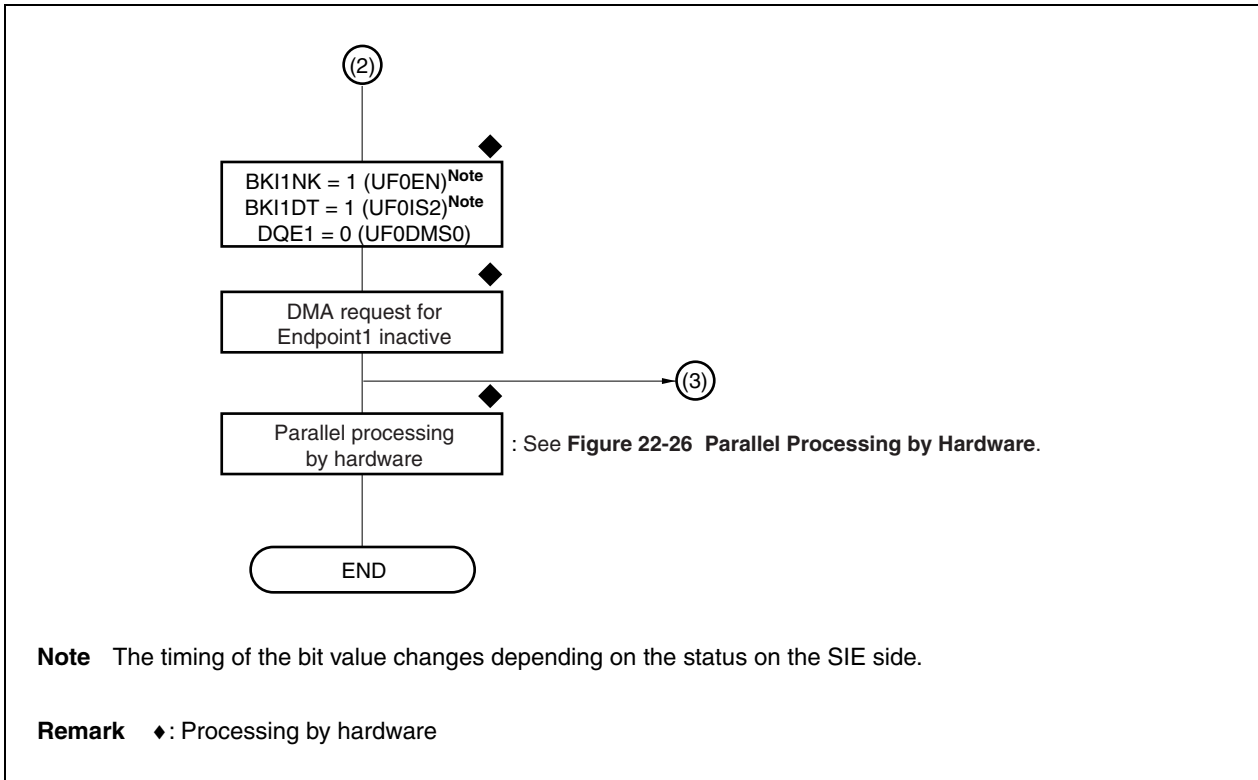 (2)
BKI1NK = 1 (UF0EN)Note
BKI1DT = 1 (UF0IS2)Note
DQE1 = 0 (UF0DMS0)
DMA request for
Endpoint1 inactive
(3)
Parallel processing
by hardware
: See Figure 22-26 Parallel Processing by Hardware.
END
Note The timing of the bit value changes depending on the status on the SIE side.
Remark ♦: Processing by hardware